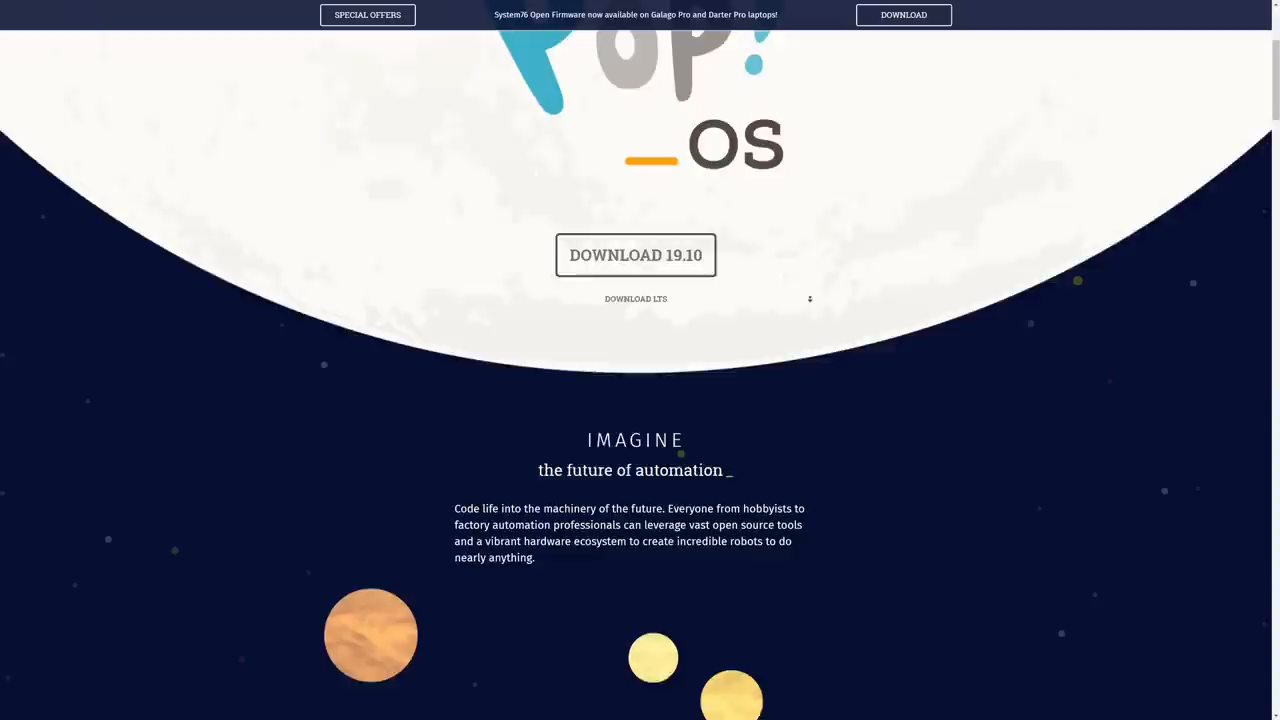 SPECIAL OFFERS
System76 Open Firmware now available on Galago Pro and Darter Pro laptops!
DOWNLOAD
POP!
_OS
DOWNLOAD 19.10
DOWNLOAD LTS
IMAGINE
the future of automation_
Code life into the machinery of the future. Everyone from hobbyists to
factory automation professionals can leverage vast open source tools
and a vibrant hardware ecosystem to create incredible robots to do
nearly anything.